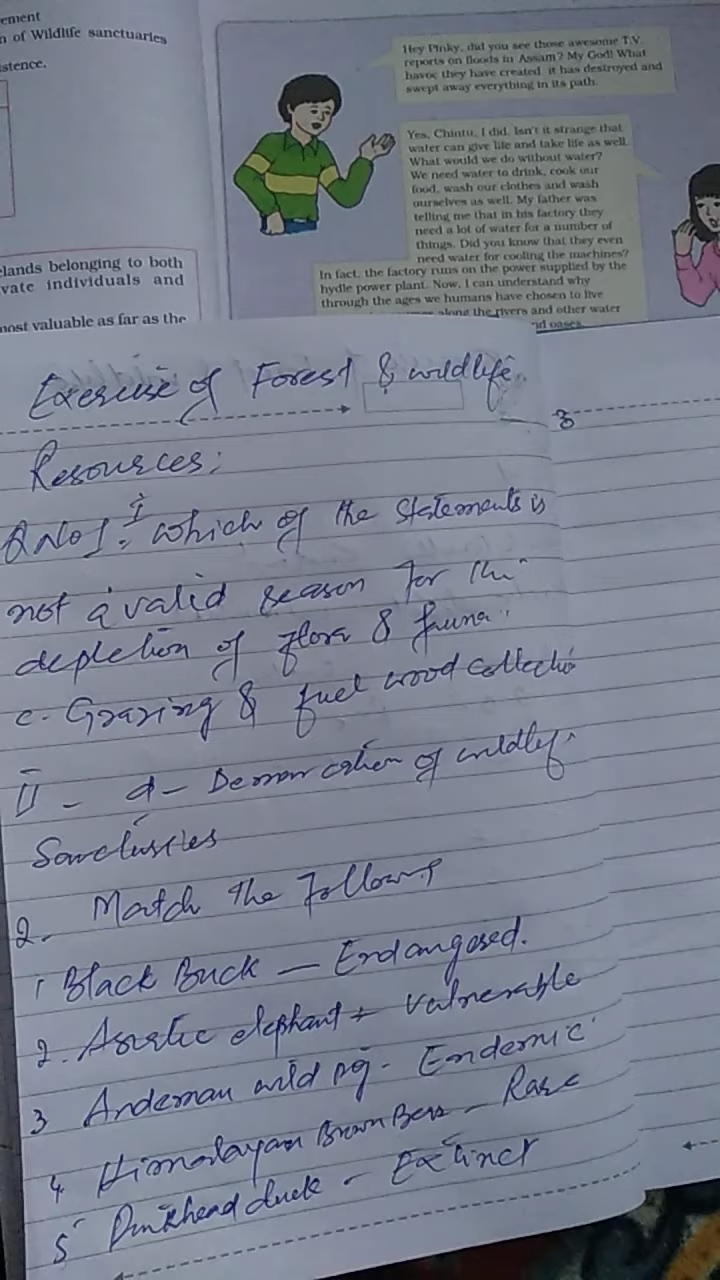 ement
n of Wildlife sanctuaries
istence.
elands belonging to both
vate individuals and
most valuable as far as the
Hey Pinky, did you see those awesome T.V.
reports on floods in Assam? My God! What
havoc they have created. it has destroyed and
swept away everything in its path.
Yes, Chintu, I did. Isn't it strange that
water can give life and take life as well.
What would we do without water?
We need water to drink, cook our
food, wash our clothes and wash
ourselves as well. My father was
telling me that in his factory they
need a lot of water for a number of
things. Did you know that they even
need water for cooling the machines?
In fact, the factory runs on the power supplied by the
hydle power plant. Now, I can understand why
through the ages we humans have chosen to live
along the rivers and other water
nd oases.
Exercise of Forest & wildlife
Resources:
QNo1. i which of the statements is
not a valid reason for the
depletion of flora & fauna.
c. Grazing & fuel wood collectio
II - d - Demarcation of wildlife
Sanctuaries
2. Match the Following
1 Black Buck — Endangered.
2. Asiatic elephant - Vulnerable
3 Andeman wild pig - Endemic
4 Himalayan Brown Bear - Rare
5 Pinkhead duck - Extinct